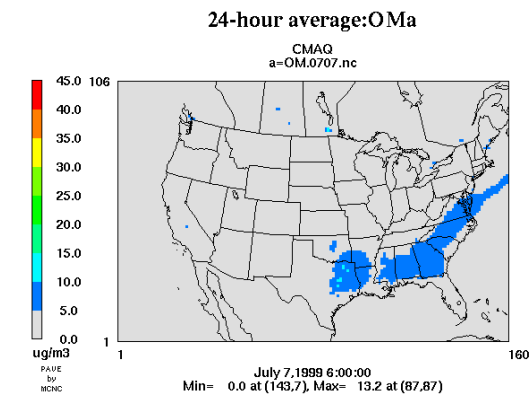 24-hour average:OMa
CMAQ
a=OM.0707.nc
106
45.0
40.0
35.0
30.0
25.0
20.0
15.0
10.0
5.0
0.0
ug/m3
PAVE
by
MCNC
1
1
160
July 7,1999 6:00:00
Min= 0.0 at (143,7), Max= 13.2 at (87,87)